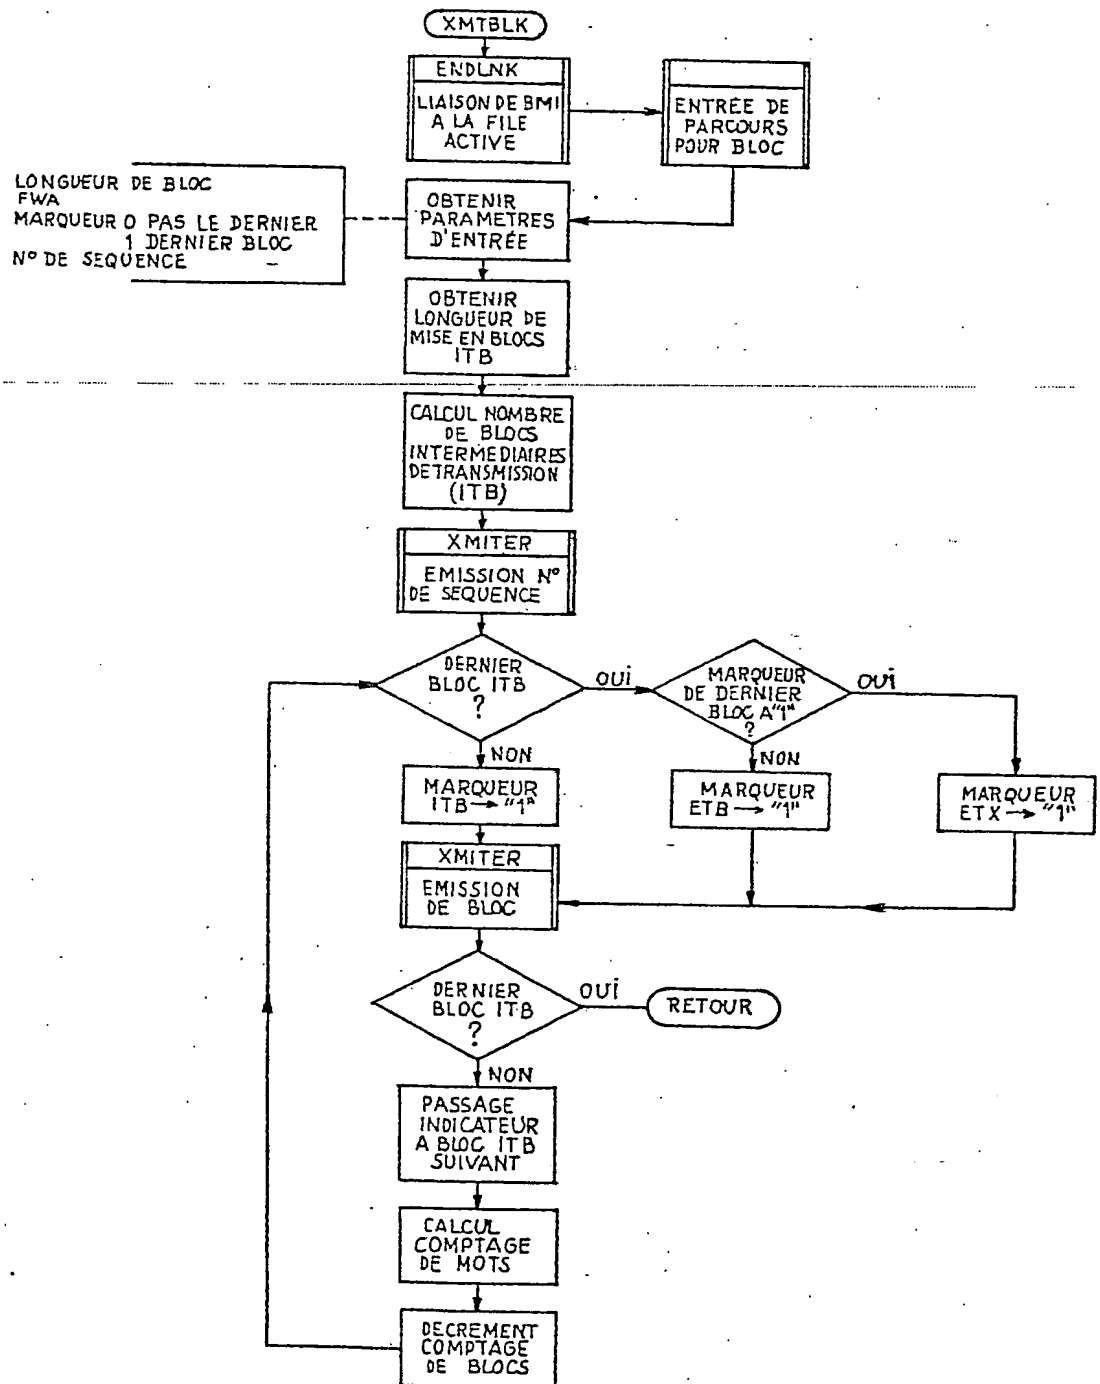 XMTBLK
ENDLNK
LIAISON DE BMI
A LA FILE
ACTIVE
ENTRÉE DE
PARCOURS
POUR BLOC
LONGUEUR DE BLOC
FWA
MARQUEUR 0 PAS LE DERNIER
1 DERNIER BLOC
N° DE SEQUENCE
OBTENIR
PARAMETRES
D'ENTRÉE
OBTENIR
LONGUEUR DE
MISE EN BLOCS
ITB
CALCUL NOMBRE
DE BLOCS
INTERMEDIAIRES
DE TRANSMISSION
(ITB)
XMITER
EMISSION N°
DE SEQUENCE
DERNIER
BLOC ITB
?
OUI
MARQUEUR
DE DERNIER
BLOC A "1"
?
OUI
NON
NON
MARQUEUR
ITB → "1"
MARQUEUR
ETB → "1"
MARQUEUR
ETX → "1"
XMITER
EMISSION
DE BLOC
DERNIER
BLOC ITB
?
OUI
RETOUR
NON
PASSAGE
INDICATEUR
A BLOC ITB
SUIVANT
CALCUL
COMPTAGE
DE MOTS
DECREMENT
COMPTAGE
DE BLOCS